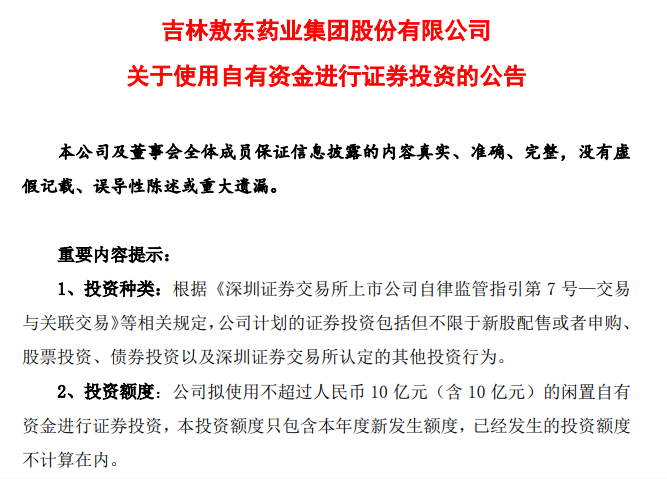 吉林敖东药业集团股份有限公司
关于使用自有资金进行证券投资的公告
本公司及董事会全体成员保证信息披露的内容真实、准确、完整，没有虚
假记载、误导性陈述或重大遗漏。
重要内容提示：
1、投资种类：根据《深圳证券交易所上市公司自律监管指引第 7 号—交易
与关联交易》等相关规定，公司计划的证券投资包括但不限于新股配售或者申购、
股票投资、债券投资以及深圳证券交易所认定的其他投资行为。
2、投资额度：公司拟使用不超过人民币 10 亿元（含 10 亿元）的闲置自有
资金进行证券投资，本投资额度只包含本年度新发生额度，已经发生的投资额度
不计算在内。